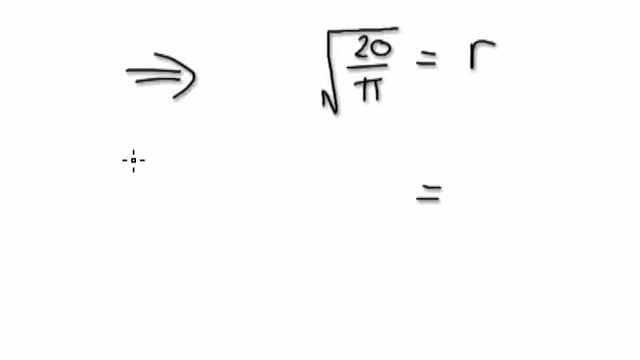 ⇒ √(20/π) = r
=